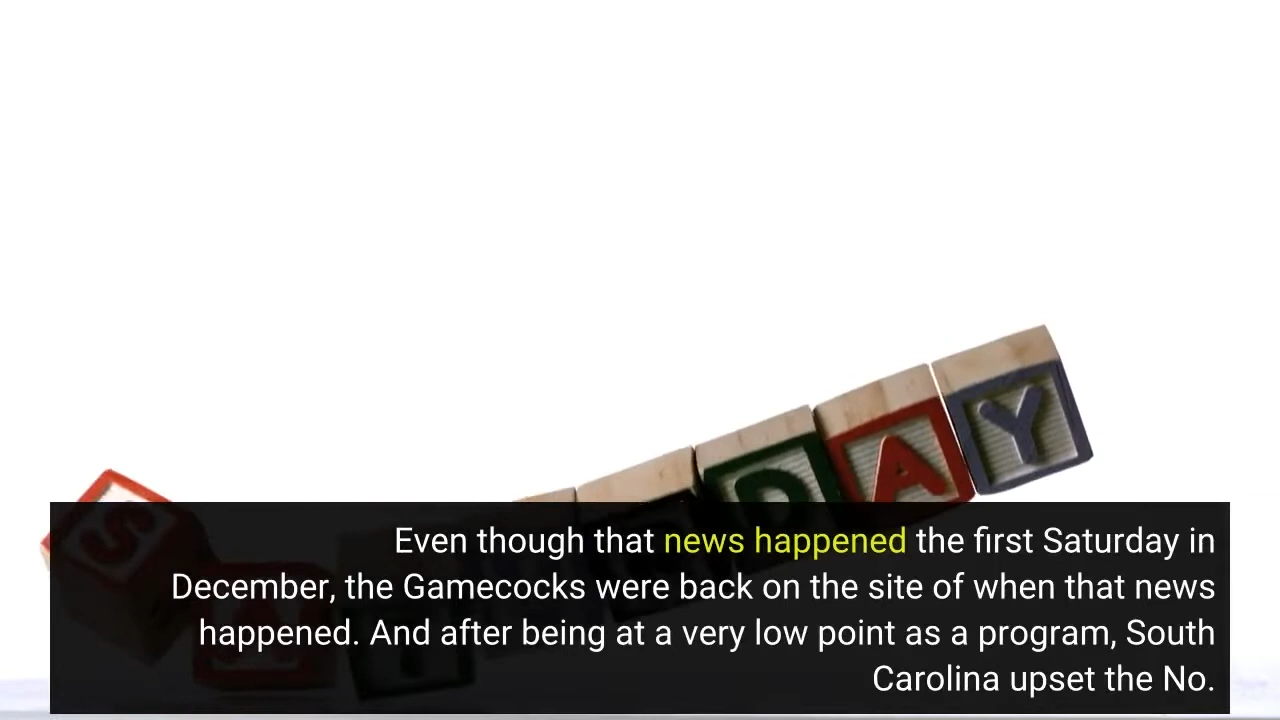 Y
A
D
S
Even though that news happened the first Saturday in
December, the Gamecocks were back on the site of when that news
happened. And after being at a very low point as a program, South
Carolina upset the No.